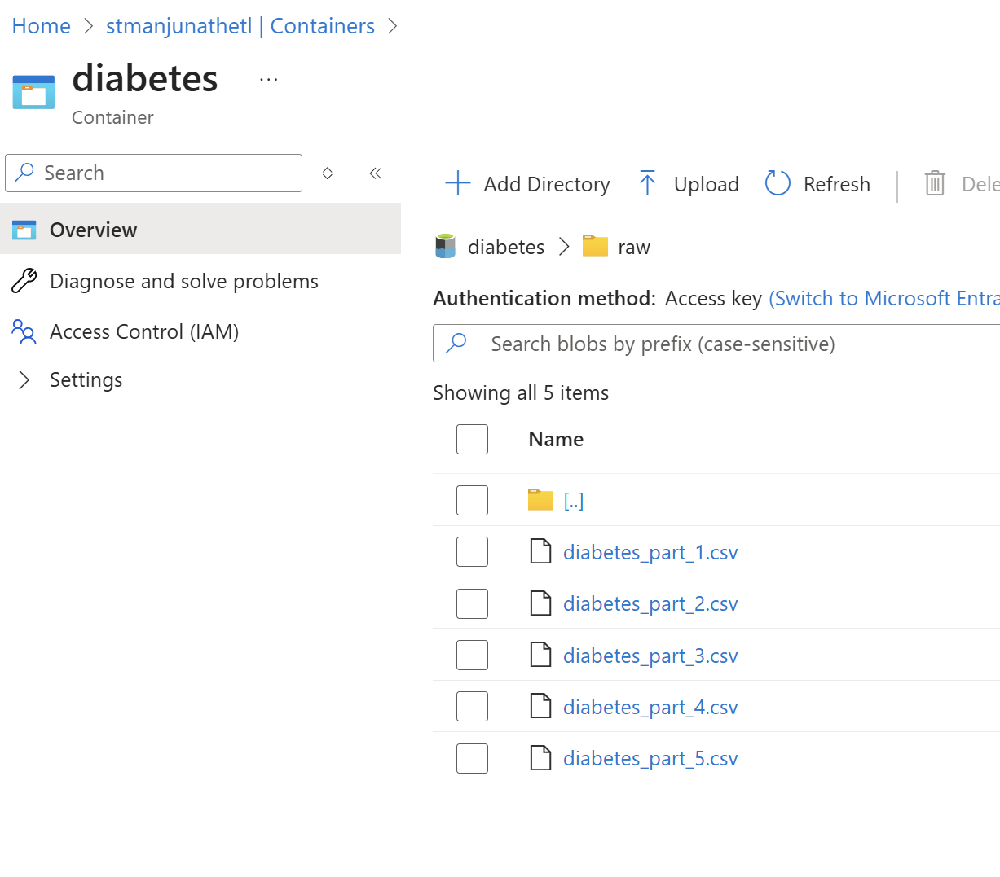 Home > stmanjunathetl | Containers >
diabetes ...
Container
Search
Overview
Diagnose and solve problems
Access Control (IAM)
Settings
Add Directory Upload Refresh | Dele
diabetes > raw
Authentication method: Access key (Switch to Microsoft Entra
Search blobs by prefix (case-sensitive)
Showing all 5 items
Name
[..]
diabetes_part_1.csv
diabetes_part_2.csv
diabetes_part_3.csv
diabetes_part_4.csv
diabetes_part_5.csv